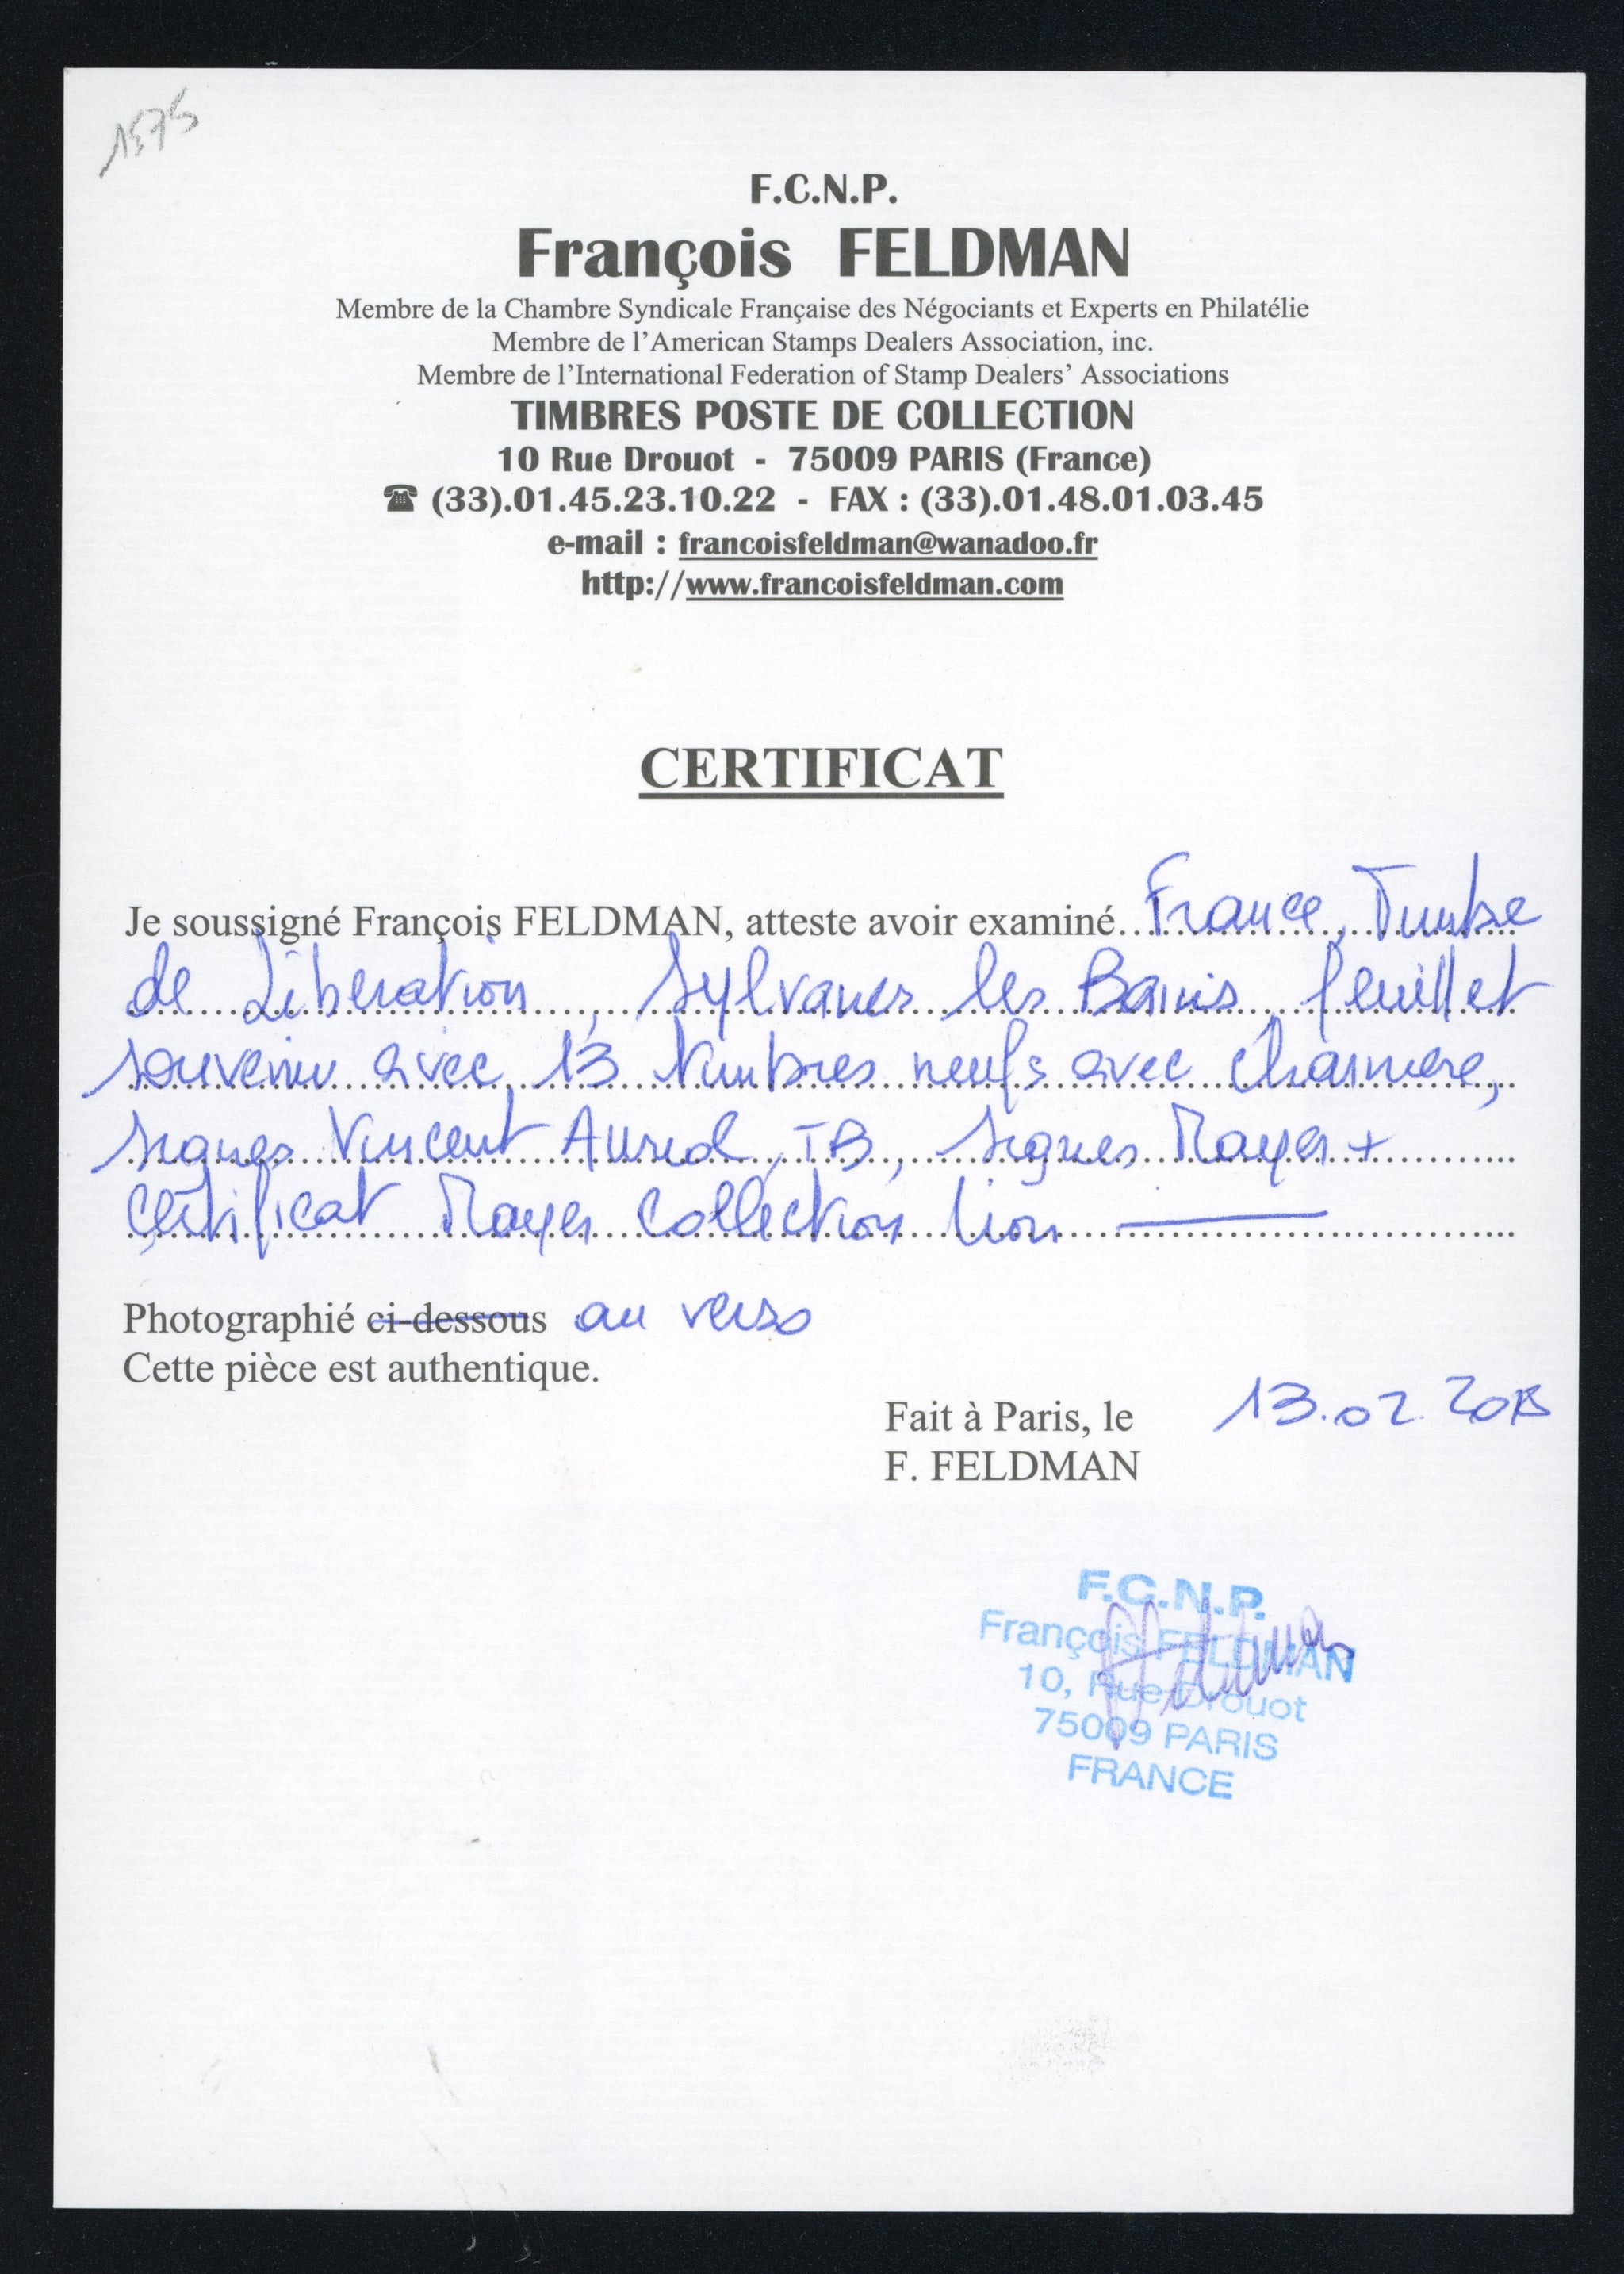 1575
F.C.N.P.
François FELDMAN
Membre de la Chambre Syndicale Française des Négociants et Experts en Philatélie
Membre de l'American Stamps Dealers Association, inc.
Membre de l'International Federation of Stamp Dealers' Associations
TIMBRES POSTE DE COLLECTION
10 Rue Drouot - 75009 PARIS (France)
☎ (33).01.45.23.10.22 - FAX : (33).01.48.01.03.45
e-mail : francoisfeldman@wanadoo.fr
http://www.francoisfeldman.com
CERTIFICAT
Je soussigné François FELDMAN, atteste avoir examiné France, Timbre
de Libération, Sylvanes les Bains, feuillet
souvenir avec 13 timbres neufs avec charniere,
signes Vincent Auriol, TB, signes Mayer +
certificat Mayer Collection Lion
Photographié ci-dessous au verso
Cette pièce est authentique.
Fait à Paris, le 13.02.2013
F. FELDMAN
F.C.N.P.
François FELDMAN
10, Rue Drouot
75009 PARIS
FRANCE